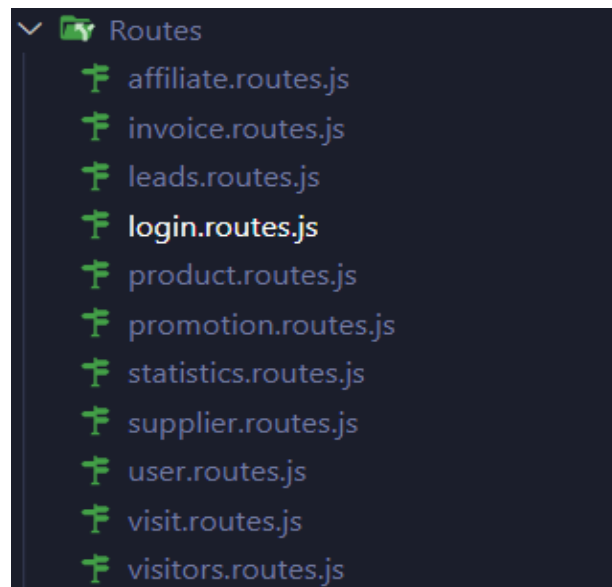 Routes
affiliate.routes.js
invoice.routes.js
leads.routes.js
login.routes.js
product.routes.js
promotion.routes.js
statistics.routes.js
supplier.routes.js
user.routes.js
visit.routes.js
visitors.routes.js